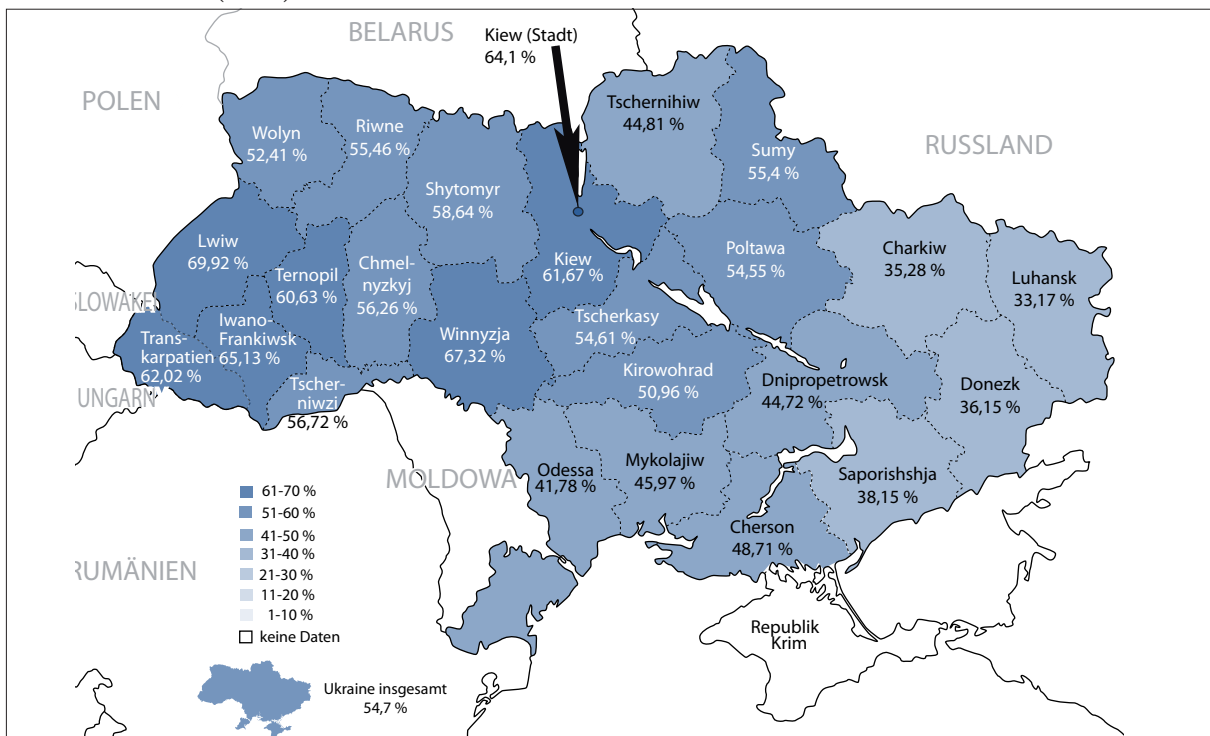 BELARUS
Kiew (Stadt)
64,1 %
POLEN
Tschernihiw
44,81 %
Wolyn
52,41 %
Riwne
55,46 %
RUSSLAND
Sumy
55,4 %
Shytomyr
58,64 %
Lwiw
69,92 %
Ternopil
60,63 %
Chmel-
nyzkyj
56,26 %
Kiew
61,67 %
Poltawa
54,55 %
Charkiw
35,28 %
Luhansk
33,17 %
SLOWAKEI
Iwano-
Frankiwsk
65,13 %
Trans-
karpatien
62,02 %
Winnyzja
67,32 %
Tscherkasy
54,61 %
Kirowohrad
50,96 %
Dnipropetrowsk
44,72 %
Donezk
36,15 %
UNGARN
Tscher-
niwzi
56,72 %
MOLDOWA
Odessa
41,78 %
Mykolajiw
45,97 %
Saporishshja
38,15 %
Cherson
48,71 %
RUMÄNIEN
61-70 %
51-60 %
41-50 %
31-40 %
21-30 %
11-20 %
1-10 %
keine Daten
Republik
Krim
Ukraine insgesamt
54,7 %